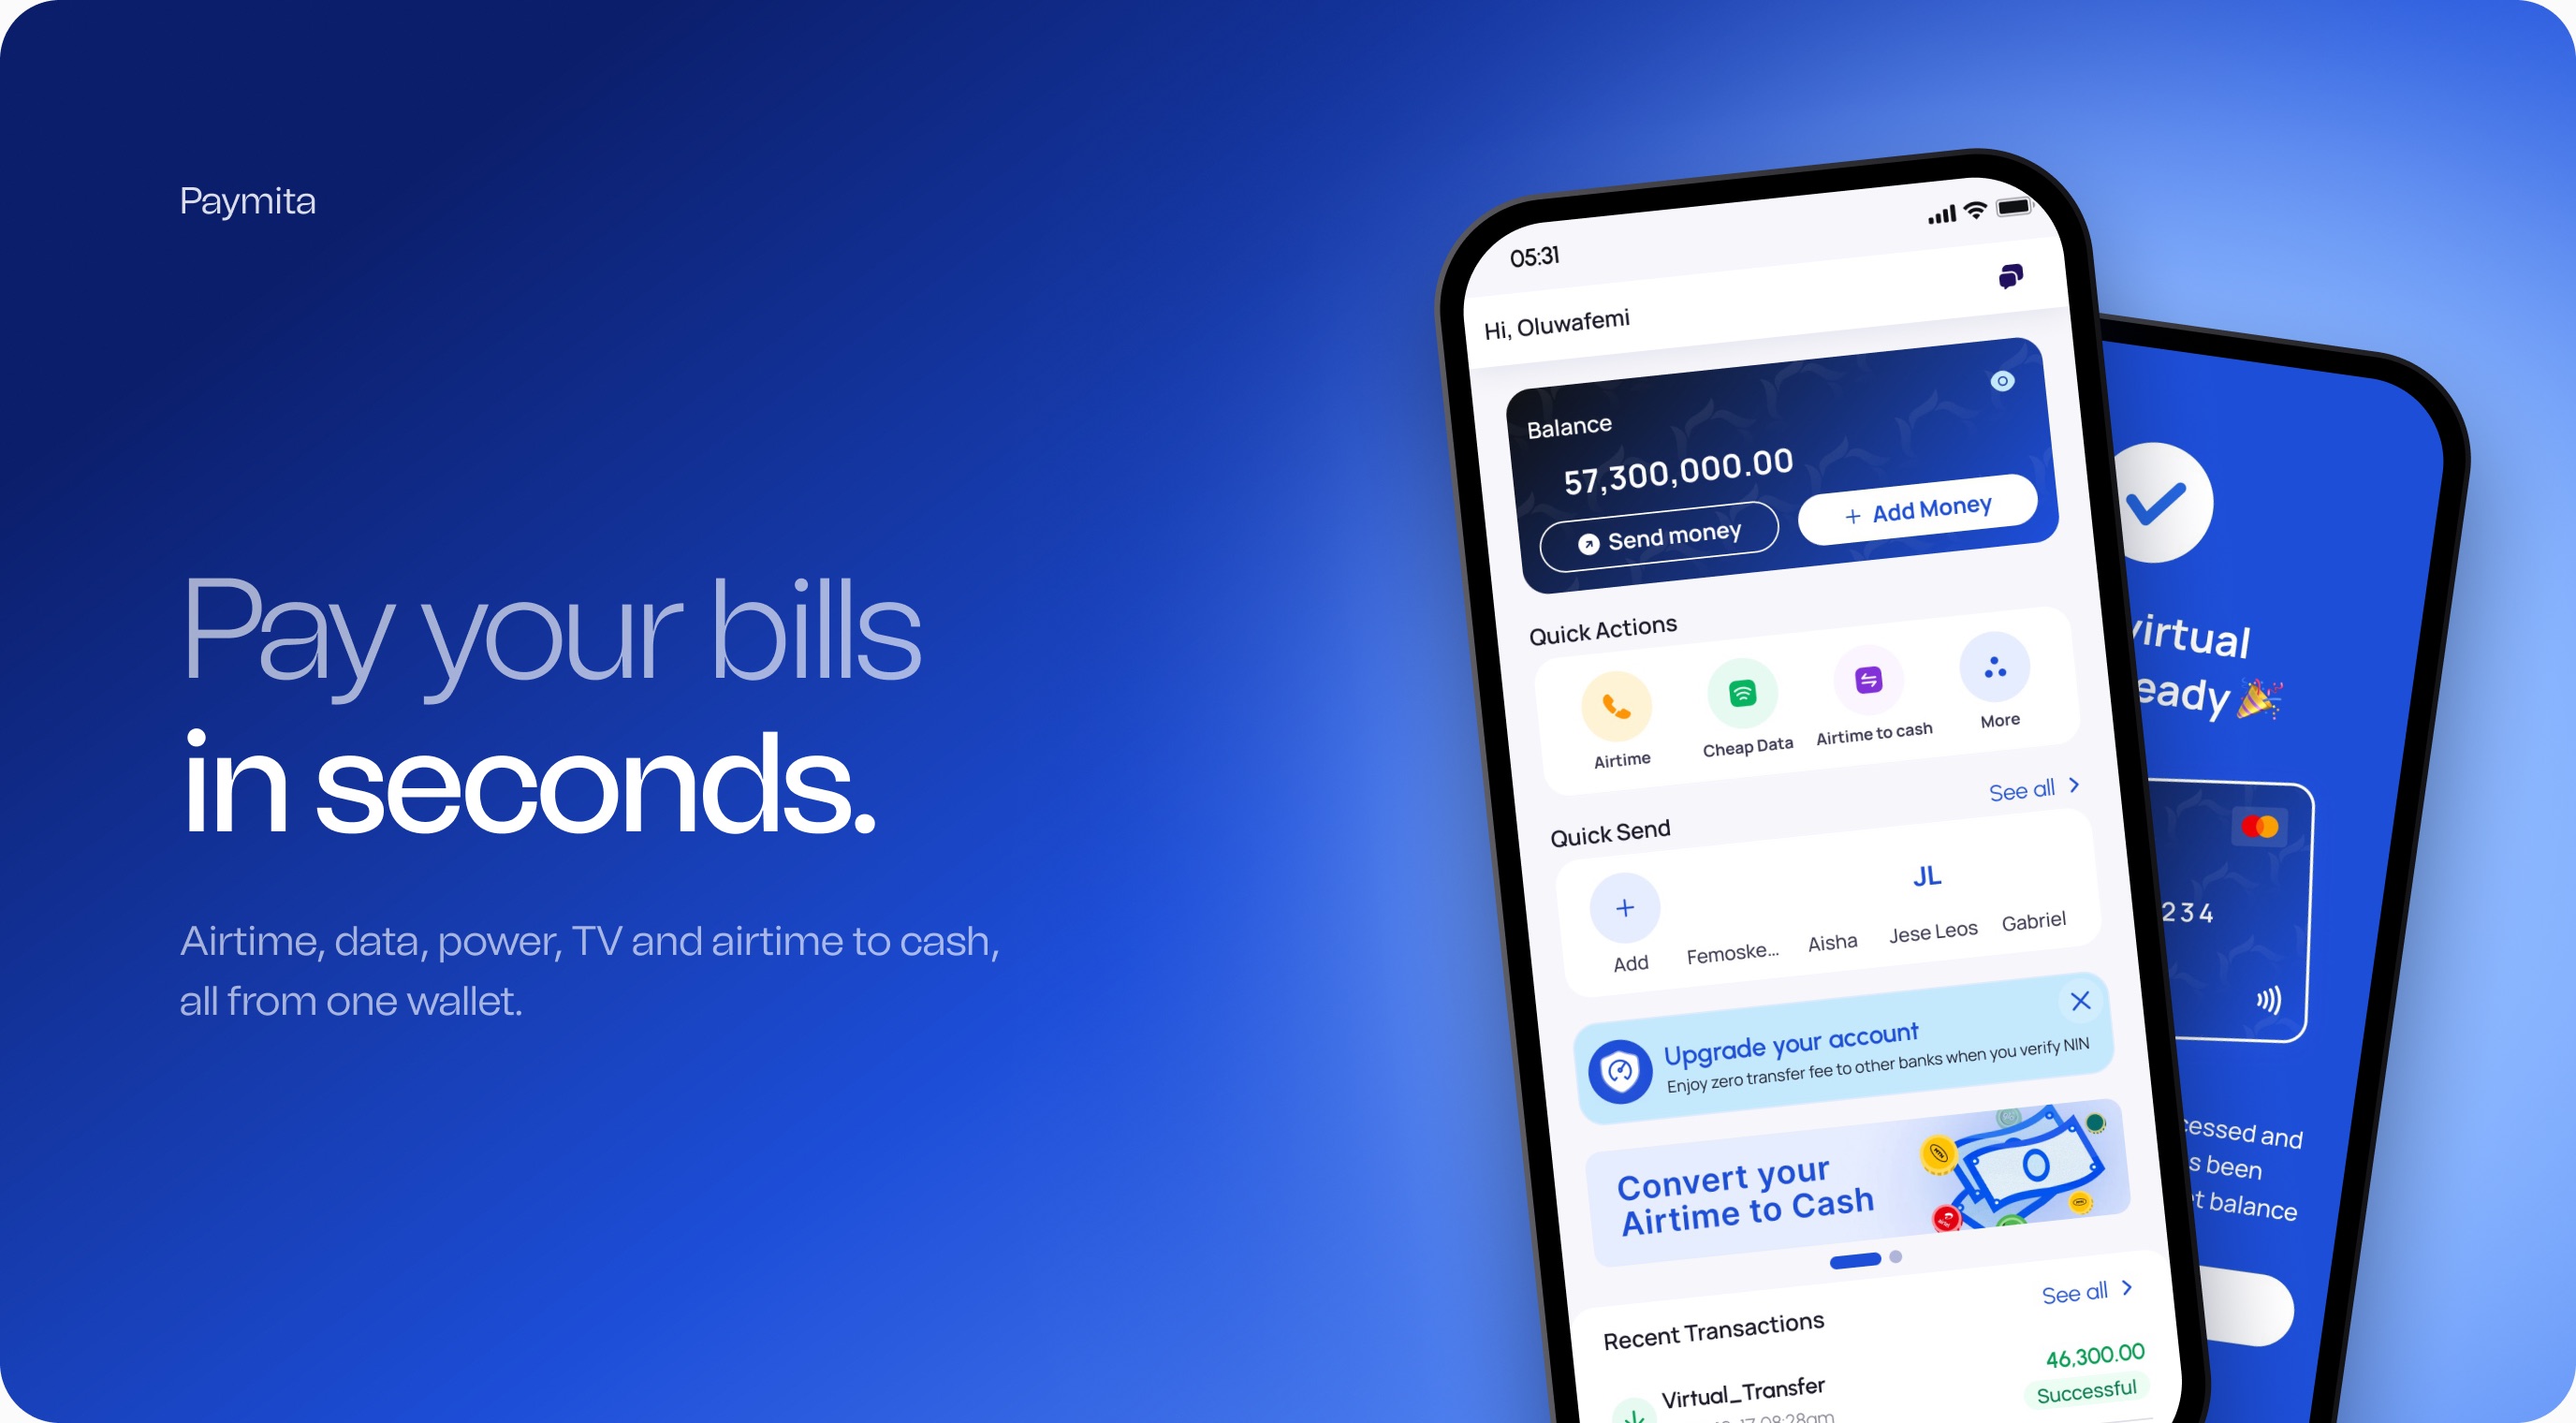 Paymita
Pay your bills
in seconds.
Airtime, data, power, TV and airtime to cash,
all from one wallet.
05:31
Hi, Oluwafemi
Balance
57,300,000.00
Send money
+ Add Money
Quick Actions
Airtime
Cheap Data
Airtime to cash
More
See all
Quick Send
JL
Add
Femoske...
Aisha
Jese Leos
Gabriel
Upgrade your account
Enjoy zero transfer fee to other banks when you verify NIN
Convert your
Airtime to Cash
See all
Recent Transactions
46,300.00
Virtual_Transfer
Successful
virtual
eady 🎉
234
cessed and
s been
t balance